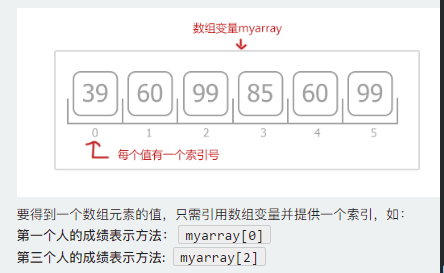 数组变量myarray
39 60 99 85 60 99
0 1 2 3 4 5
每个值有一个索引号
要得到一个数组元素的值，只需引用数组变量并提供一个索引，如：
第一个人的成绩表示方法： myarray[0]
第三个人的成绩表示方法: myarray[2]